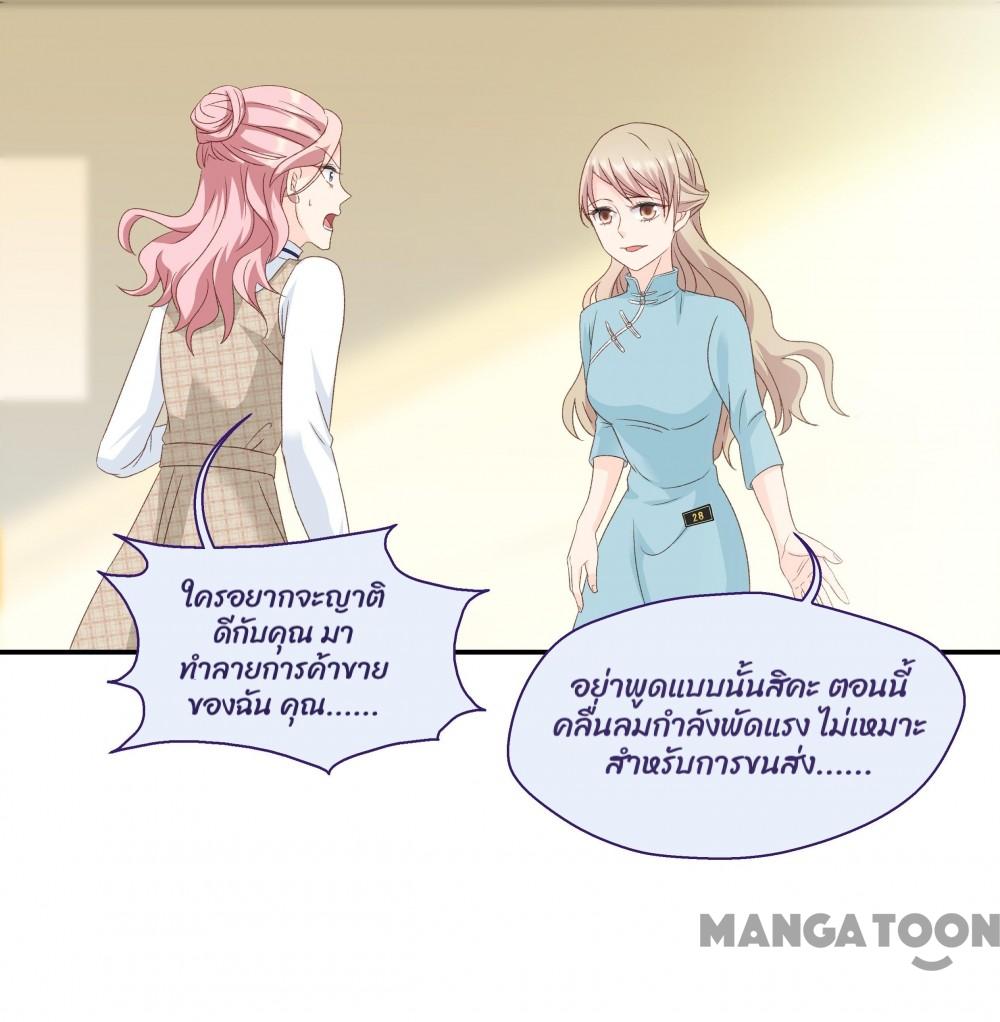 28
ใครอยากจะญาติ
ดีกับคุณ มา
ทำลายการค้าขาย
ของฉัน คุณ......
อย่าพูดแบบนั้นสิคะ ตอนนี้
คลื่นลมกำลังพัดแรง ไม่เหมาะ
สำหรับการขนส่ง......
MANGATOON